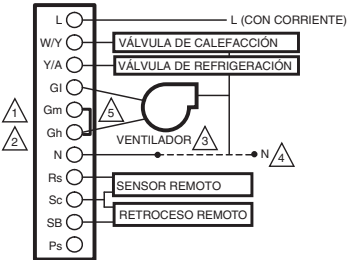 L L (CON CORRIENTE)
W/Y VÁLVULA DE CALEFACCIÓN
Y/A VÁLVULA DE REFRIGERACIÓN
Gl
1 Gm 5
2 Gh
VENTILADOR 3
N N 4
Rs
SENSOR REMOTO
Sc
RETROCESO REMOTO
SB
Ps